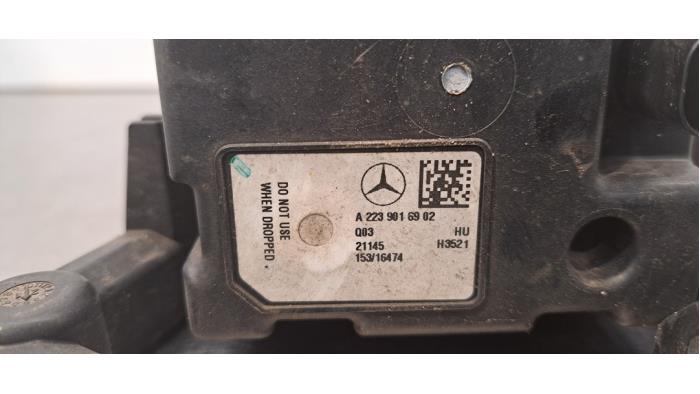 DO NOT USE
WHEN DROPPED.
A 223 901 69 02
Q03 HU
21145 H3521
153/16474